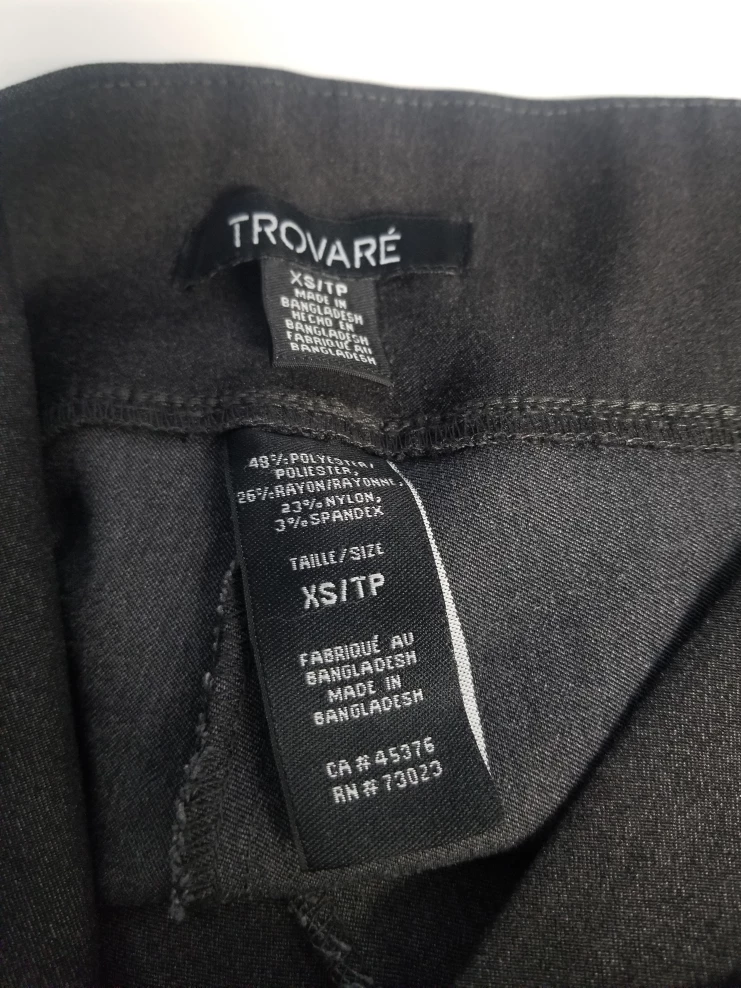 TROVARÉ
XS/TP
MADE IN
BANGLADESH
HECHO EN
BANGLADESH
FABRIQUÉ AU
BANGLADESH
48%POLYESTER/
POLIESTER,
26%RAYON/RAYONNE,
23%NYLON,
3%SPANDEX
TAILLE/SIZE
XS/TP
FABRIQUÉ AU
BANGLADESH
MADE IN
BANGLADESH
CA#45376
RN#73023